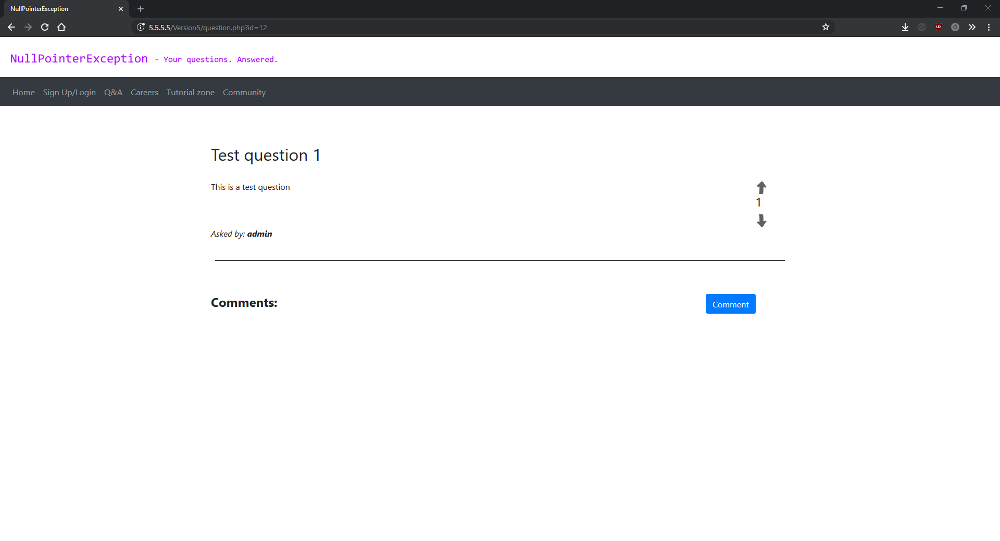 NullPointerException
5.5.5.5/Version5/question.php?id=12
NullPointerException - Your questions. Answered.
Home Sign Up/Login Q&A Careers Tutorial zone Community
Test question 1
This is a test question
1
Asked by: admin
Comments:
Comment